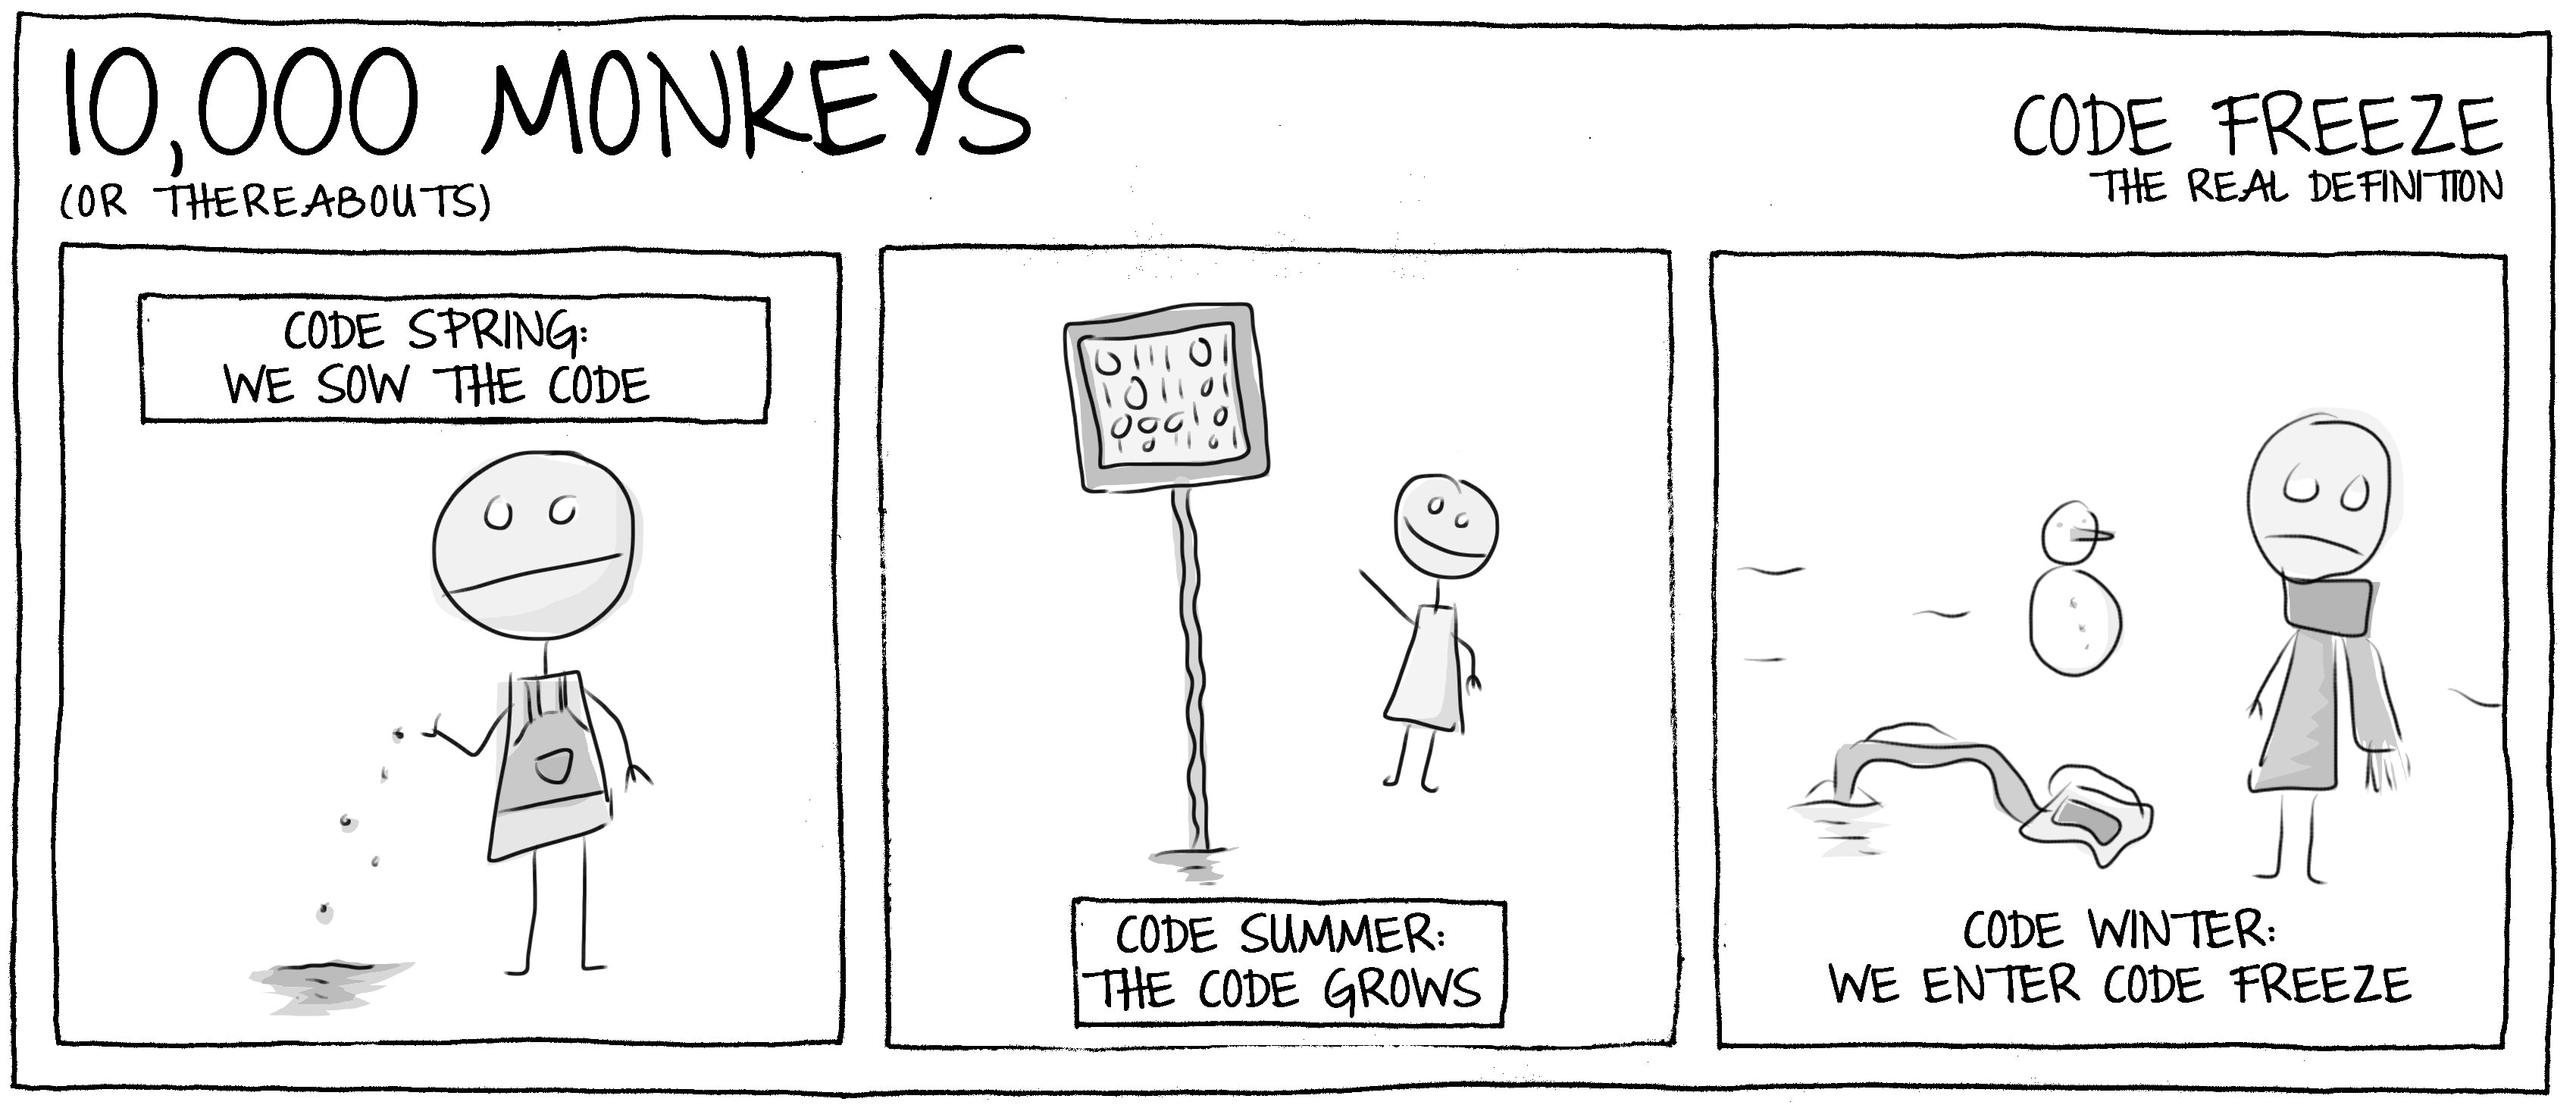 10,000 MONKEYS
(OR THEREABOUTS)
CODE FREEZE
THE REAL DEFINITION
CODE SPRING:
WE SOW THE CODE
CODE SUMMER:
THE CODE GROWS
CODE WINTER:
WE ENTER CODE FREEZE